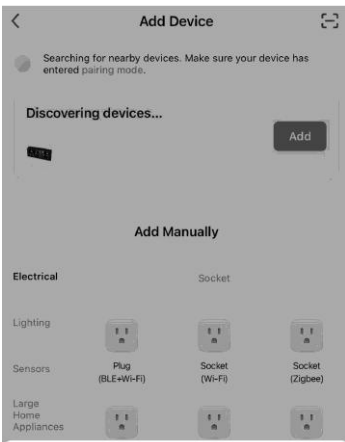 Add Device
Searching for nearby devices. Make sure your device has
entered pairing mode.
Discovering devices...
Add
Add Manually
Electrical
Socket
Lighting
Plug
(BLE+Wi-Fi)
Socket
(Wi-Fi)
Socket
(Zigbee)
Sensors
Large
Home
Appliances